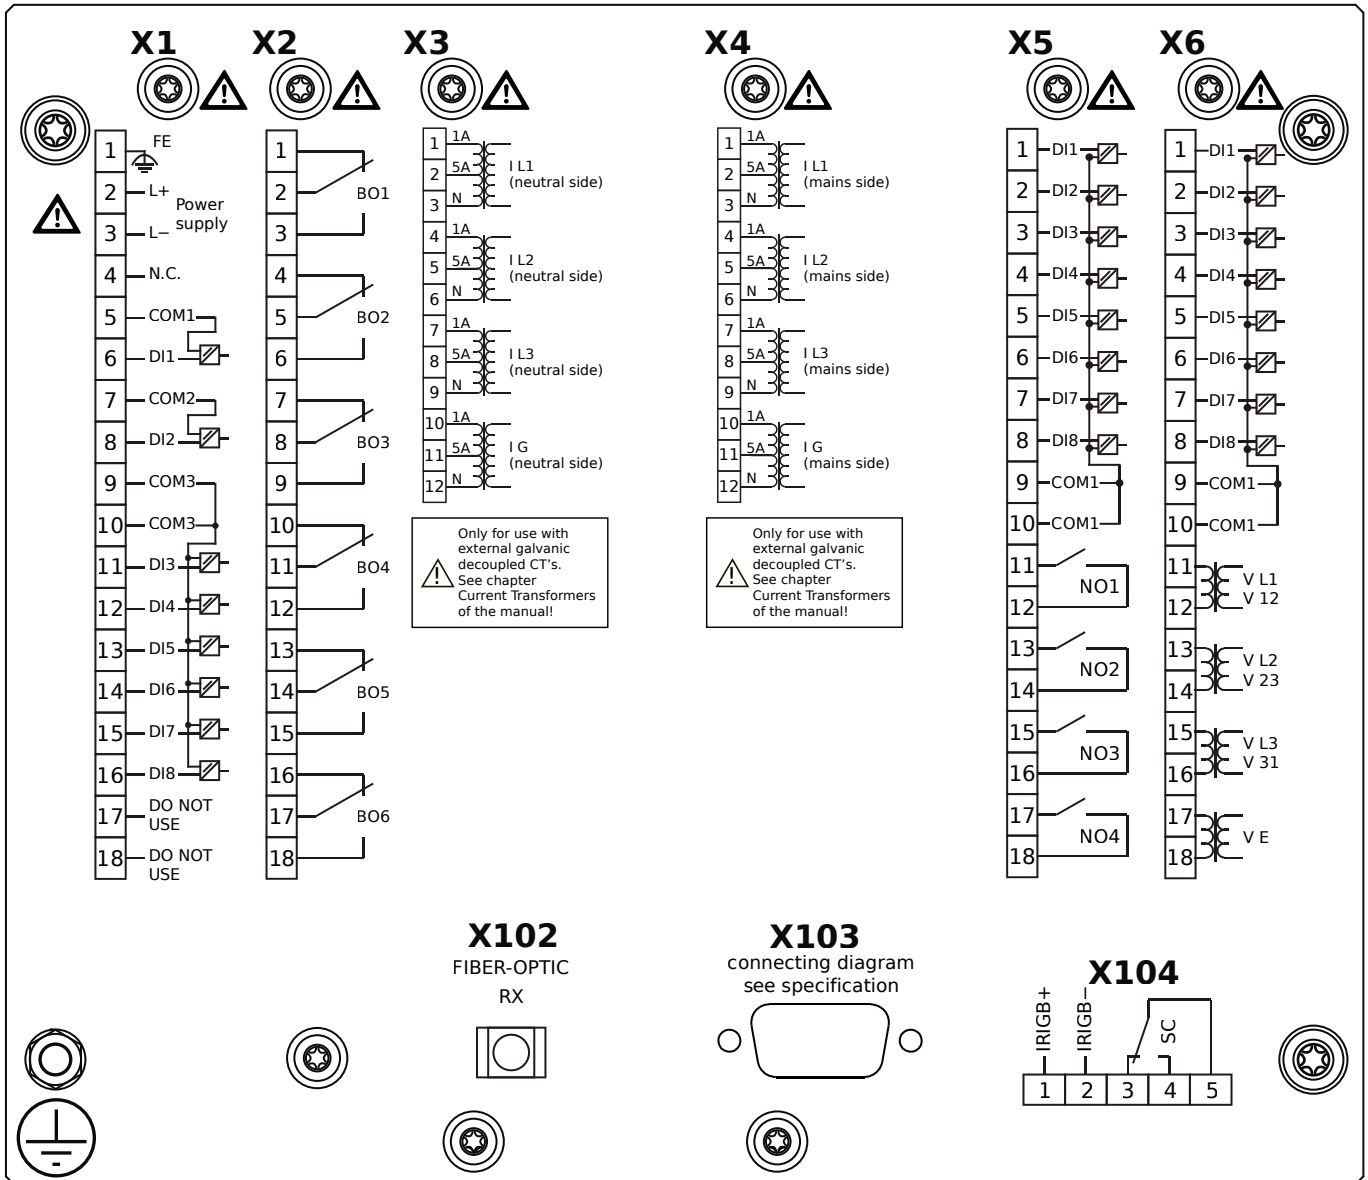 X1
X2
X3
X4
X5
X6
1
FE
2
L+
Power
supply
3
L−
4
N.C.
5
COM1
6
DI1
7
COM2
8
DI2
9
COM3
10
COM3
11
DI3
12
DI4
13
DI5
14
DI6
15
DI7
16
DI8
17
DO NOT
USE
18
DO NOT
USE
1
2
BO1
3
4
5
BO2
6
7
8
BO3
9
10
11
BO4
12
13
14
BO5
15
16
17
BO6
18
1
1A
2
5A
I L1
(neutral side)
3
N
4
1A
5
5A
I L2
(neutral side)
6
N
7
1A
8
5A
I L3
(neutral side)
9
N
10
1A
11
5A
I G
(neutral side)
12
N
Only for use with
external galvanic
decoupled CT's.
See chapter
Current Transformers
of the manual!
1
1A
2
5A
I L1
(mains side)
3
N
4
1A
5
5A
I L2
(mains side)
6
N
7
1A
8
5A
I L3
(mains side)
9
N
10
1A
11
5A
I G
(mains side)
12
N
Only for use with
external galvanic
decoupled CT's.
See chapter
Current Transformers
of the manual!
1
DI1
2
DI2
3
DI3
4
DI4
5
DI5
6
DI6
7
DI7
8
DI8
9
COM1
10
COM1
11
NO1
12
13
NO2
14
15
NO3
16
17
NO4
18
1
DI1
2
DI2
3
DI3
4
DI4
5
DI5
6
DI6
7
DI7
8
DI8
9
COM1
10
COM1
11
V L1
V 12
12
13
V L2
V 23
14
15
V L3
V 31
16
17
V E
18
X102
FIBER-OPTIC
RX
X103
connecting diagram
see specification
X104
IRIGB+
IRIGB−
SC
1
2
3
4
5